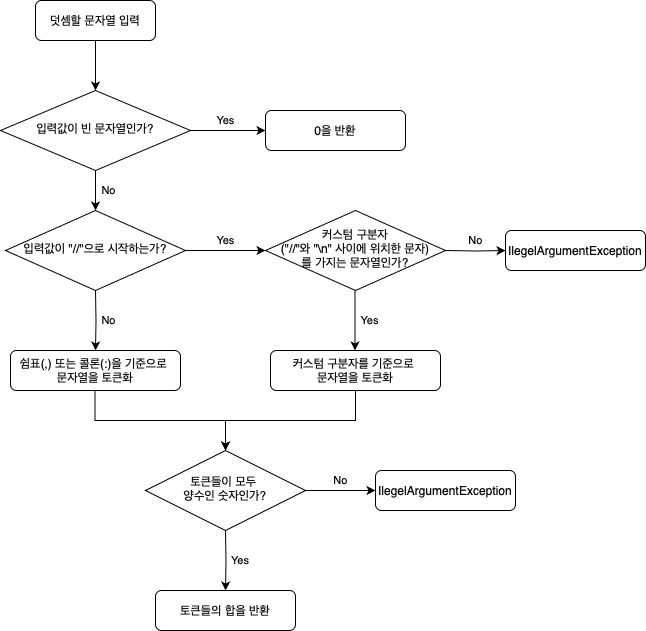 덧셈할 문자열 입력
입력값이 빈 문자열인가?
Yes
0을 반환
No
입력값이 "//"으로 시작하는가?
Yes
커스텀 구분자
("//"와 "\n" 사이에 위치한 문자)
를 가지는 문자열인가?
No
IlegelArgumentException
No
Yes
쉼표(,) 또는 콜론(:)을 기준으로
문자열을 토큰화
커스텀 구분자를 기준으로
문자열을 토큰화
토큰들이 모두
양수인 숫자인가?
No
IlegelArgumentException
Yes
토큰들의 합을 반환